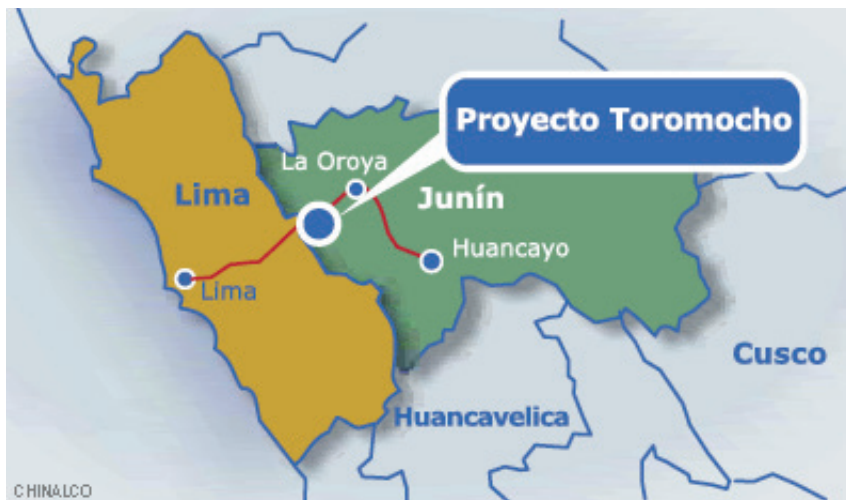 Proyecto Toromocho
La Oroya
Lima
Junín
Huancayo
Lima
Cusco
Huancavelica
CHINALCO